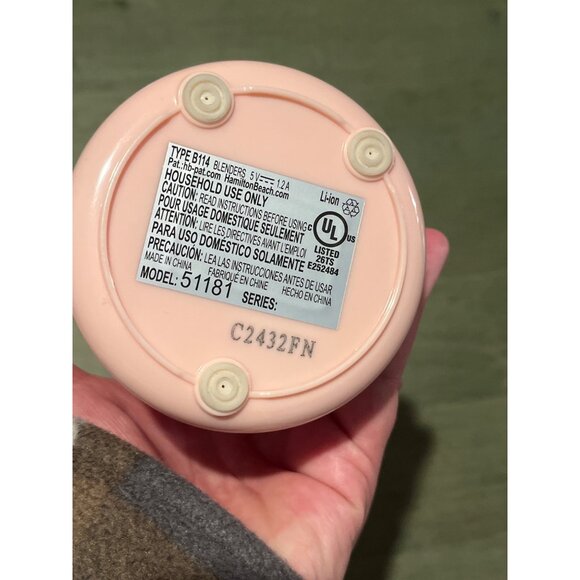 TYPE B114 BLENDERS 5V⎓ 1.2A
Pat.:hb-pat.com HamiltonBeach.com
HOUSEHOLD USE ONLY
CAUTION: READ INSTRUCTIONS BEFORE USING
POUR USAGE DOMESTIQUE SEULEMENT
ATTENTION: LIRE LES DIRECTIVES AVANT L'EMPLOI
PARA USO DOMESTICO SOLAMENTE
PRECAUCIÓN: LEA LAS INSTRUCCIONES ANTES DE USAR
MADE IN CHINA FABRIQUÉ EN CHINE HECHO EN CHINA
MODEL: 51181 SERIES:
Li-ion
C UL US
LISTED
26TS
E252484
C2432FN